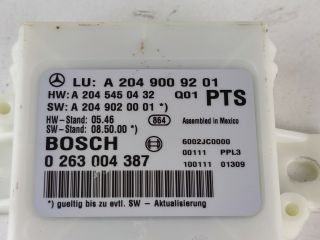 LU: A 204 900 92 01
HW: A 204 545 04 32 Q01 PTS
SW: A 204 902 00 01 *)
HW-Stand: 05.46 864 Assembled in Mexico
SW-Stand: 08.50.00 *)
BOSCH 6002JC0000
0 263 004 387 00111 PPL3
100111 01309
*) gueltig bis zu evtl. SW - Aktualisierung